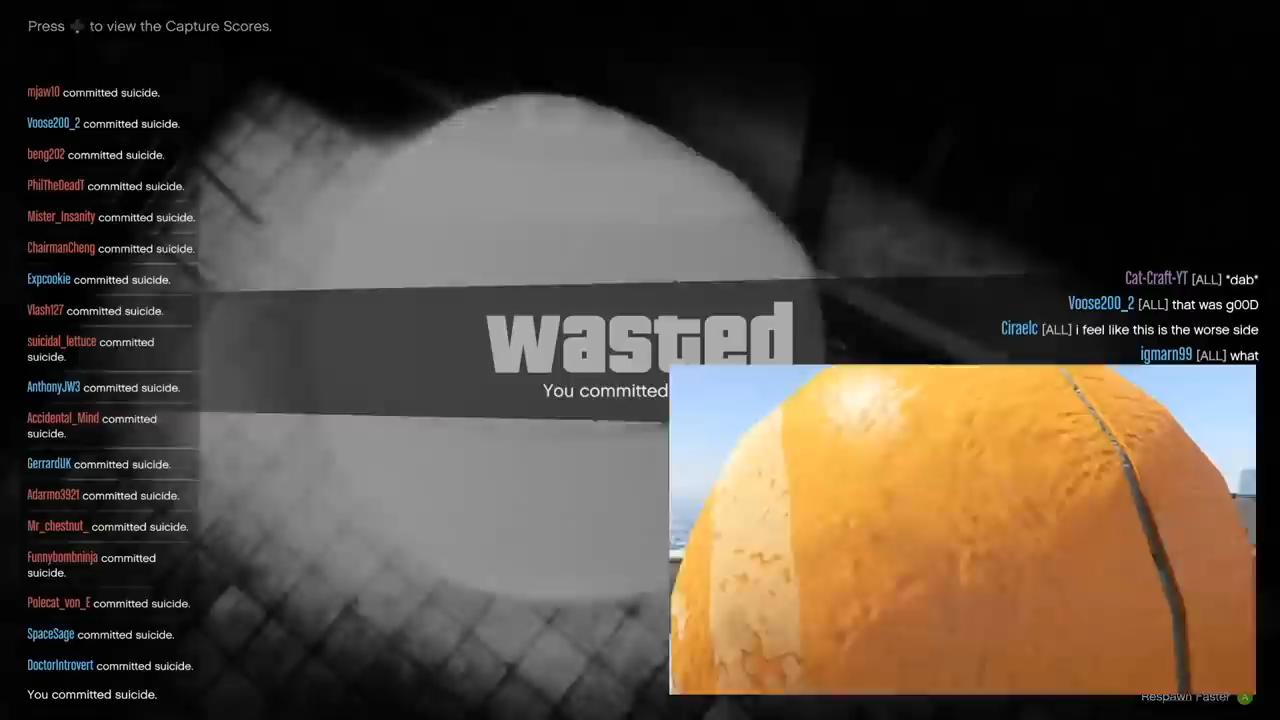 Press to view the Capture Scores.
mjaw10 committed suicide.
Voose200_2 committed suicide.
beng202 committed suicide.
PhilTheDeadT committed suicide.
Mister_Insanity committed suicide.
ChairmanCheng committed suicide.
Expcookie committed suicide.
Vlash127 committed suicide.
suicidal_lettuce committed
suicide.
AnthonyJW3 committed suicide.
Accidental_Mind committed
suicide.
GerrardUK committed suicide.
Adarmo3921 committed suicide.
Mr_chestnut_ committed suicide.
Funnybombninja committed
suicide.
Polecat_von_E committed suicide.
SpaceSage committed suicide.
DoctorIntrovert committed suicide.
You committed suicide.
wasted
You committed
Cat-Craft-YT [ALL] *dab*
Voose200_2 [ALL] that was g00D
Ciraelc [ALL] i feel like this is the worse side
igmarn99 [ALL] what
Respawn Faster A